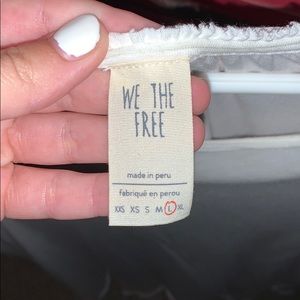 WE THE
FREE
made in peru
fabriqué en perou
XXS XS S M L XL